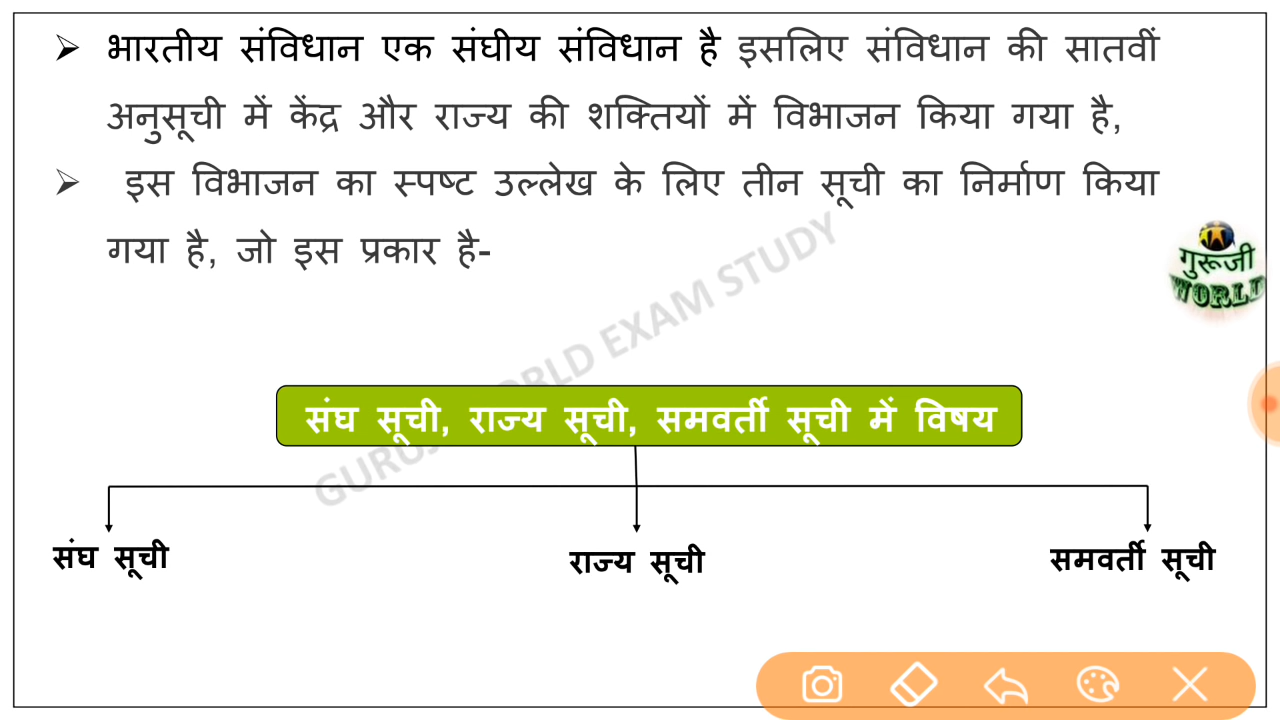 ➢ भारतीय संविधान एक संघीय संविधान है इसलिए संविधान की सातवीं
अनुसूची में केंद्र और राज्य की शक्तियों में विभाजन किया गया है,
➢ इस विभाजन का स्पष्ट उल्लेख के लिए तीन सूची का निर्माण किया
गया है, जो इस प्रकार है-
गुरूजी
WORLD
संघ सूची, राज्य सूची, समवर्ती सूची में विषय
संघ सूची
राज्य सूची
समवर्ती सूची